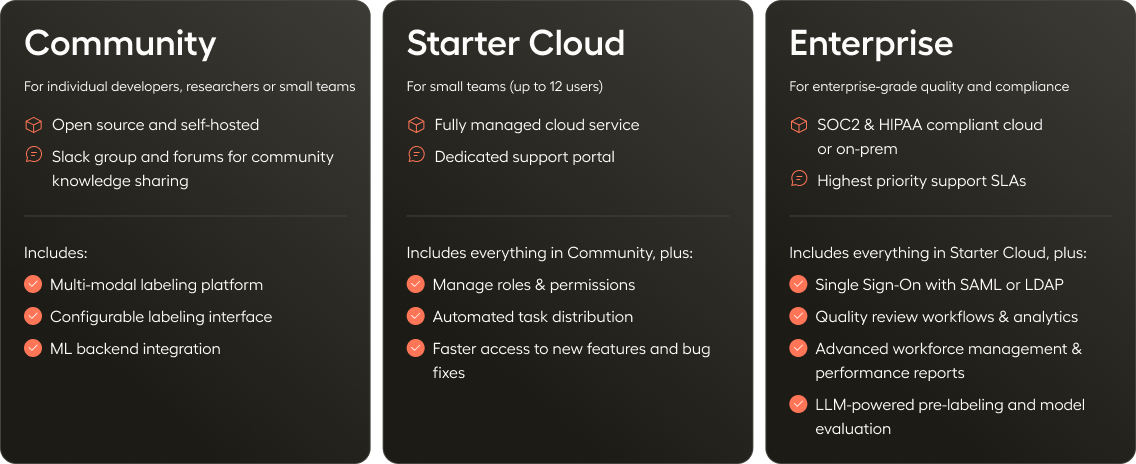 Community
For individual developers, researchers or small teams
Open source and self-hosted
Slack group and forums for community
knowledge sharing
Includes:
Multi-modal labeling platform
Configurable labeling interface
ML backend integration
Starter Cloud
For small teams (up to 12 users)
Fully managed cloud service
Dedicated support portal
Includes everything in Community, plus:
Manage roles & permissions
Automated task distribution
Faster access to new features and bug
fixes
Enterprise
For enterprise-grade quality and compliance
SOC2 & HIPAA compliant cloud
or on-prem
Highest priority support SLAs
Includes everything in Starter Cloud, plus:
Single Sign-On with SAML or LDAP
Quality review workflows & analytics
Advanced workforce management &
performance reports
LLM-powered pre-labeling and model
evaluation